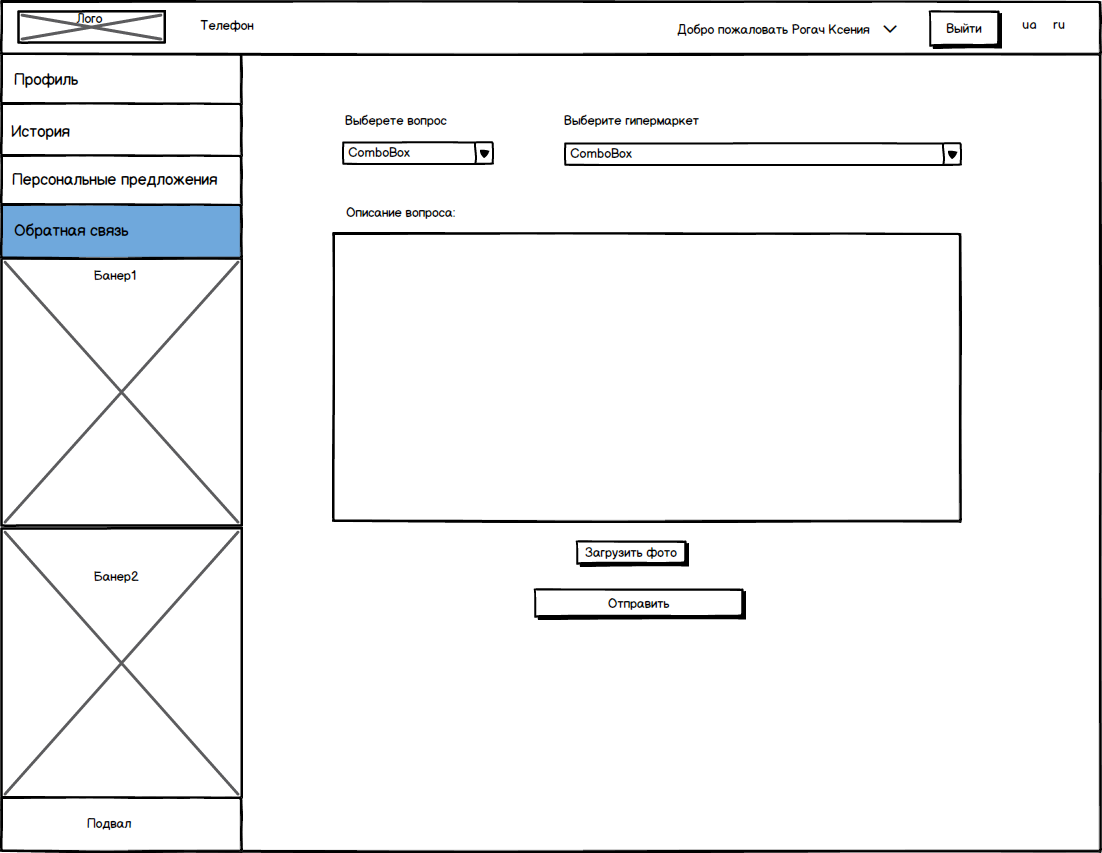 Лого
Телефон
Добро пожаловать Рогач Ксения
Выйти
ua ru
Профиль
История
Персональные предложения
Обратная связь
Банер1
Банер2
Подвал
Выберете вопрос
ComboBox
Выберите гипермаркет
ComboBox
Описание вопроса:
Загрузить фото
Отправить